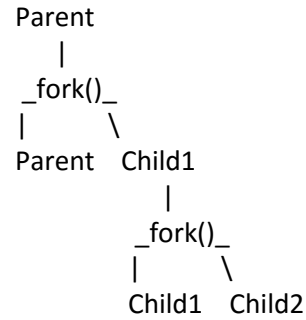 Parent
|
_fork()_
| \
Parent Child1
|
_fork()_
| \
Child1 Child2